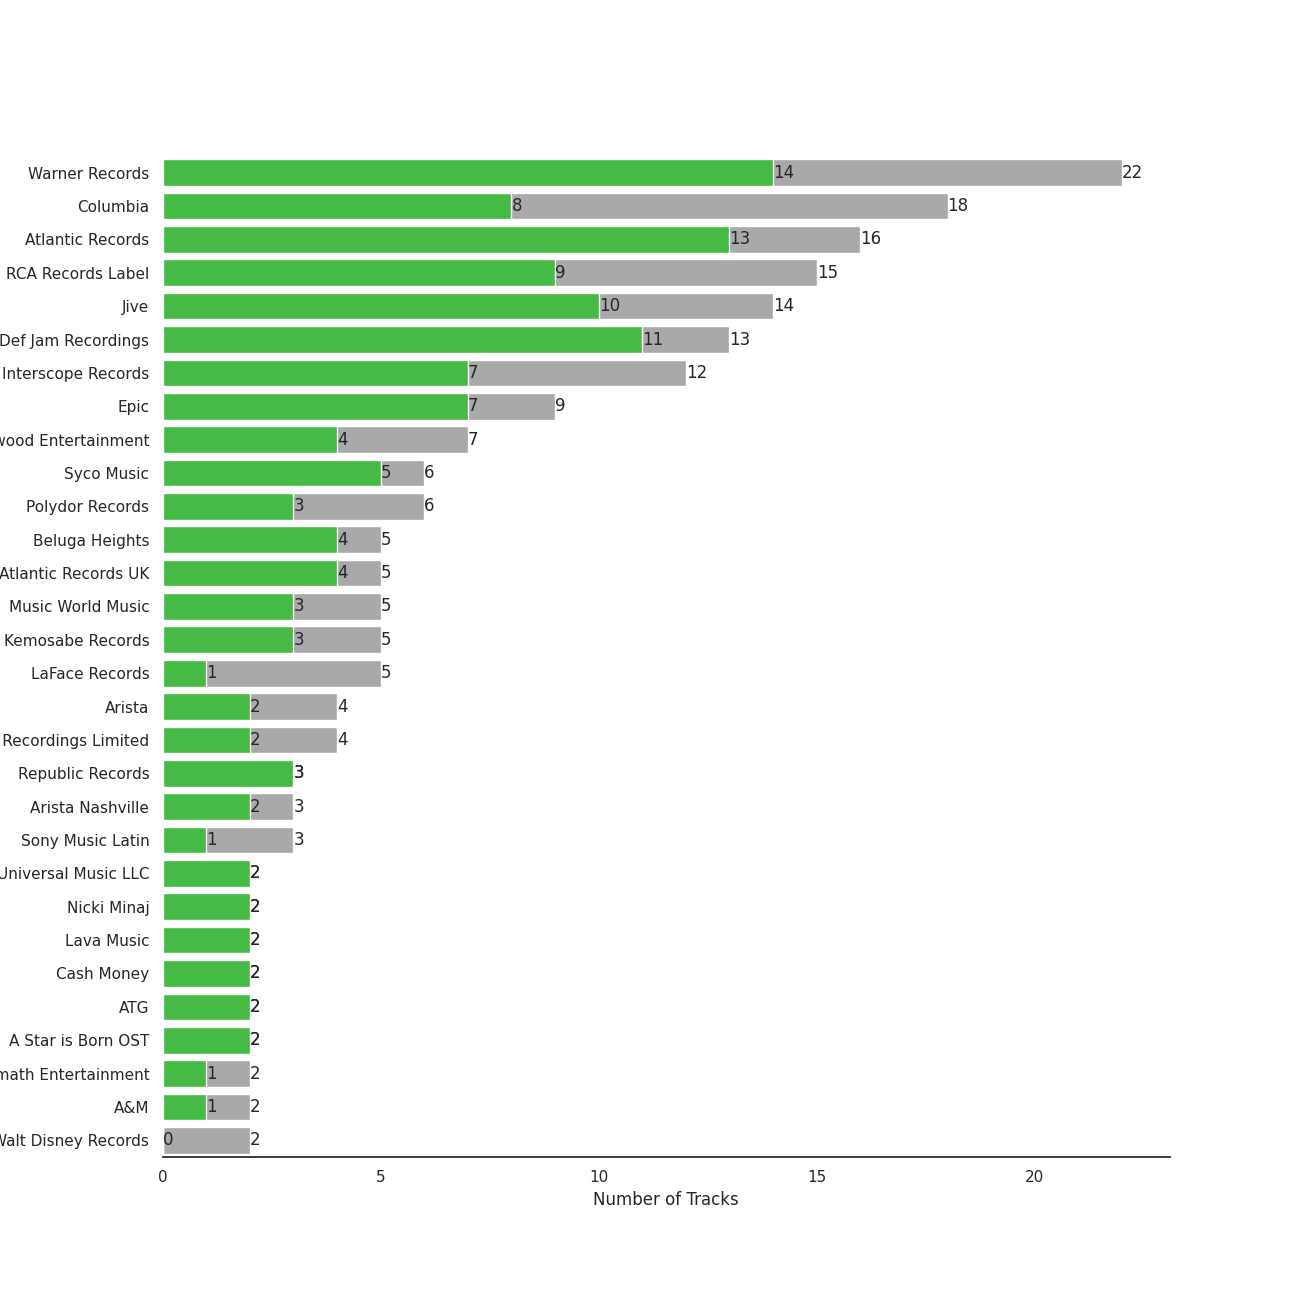 Warner Records 14 22
Columbia 8 18
Atlantic Records 13 16
RCA Records Label 9 15
Jive 10 14
Def Jam Recordings 11 13
Interscope Records 7 12
Epic 7 9
Entertainment 4 7
Syco Music 5 6
Polydor Records 3 6
Beluga Heights 4 5
Atlantic Records UK 4 5
Music World Music 3 5
Kemosabe Records 3 5
LaFace Records 1 5
Arista 2 4
Recordings Limited 2 4
Republic Records 3
Arista Nashville 2 3
Sony Music Latin 1 3
Universal Music LLC 2
Nicki Minaj 2
Lava Music 2
Cash Money 2
ATG 2
A Star is Born OST 2
Entertainment 1 2
A&M 1 2
Walt Disney Records 0 2
0 5 10 15 20
Number of Tracks